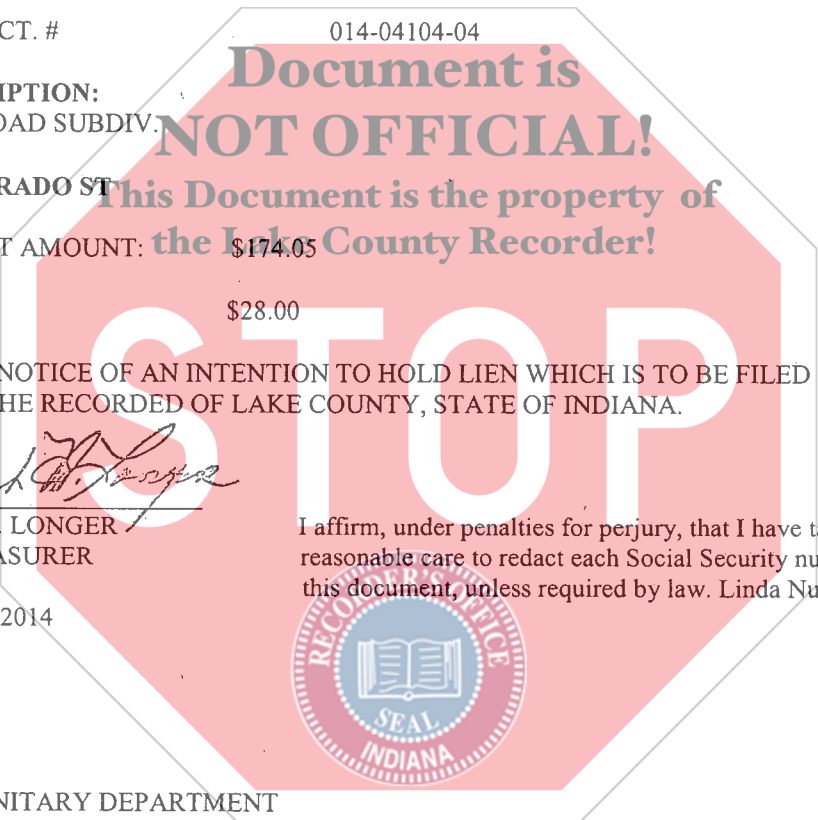 CT. # 014-04104-04
Document is
IPTION:
OAD SUBDIV.
NOT OFFICIAL!
RADO ST
This Document is the property of
T AMOUNT: $174.05
the Lake County Recorder!
$28.00
STOP
NOTICE OF AN INTENTION TO HOLD LIEN WHICH IS TO BE FILED
HE RECORDED OF LAKE COUNTY, STATE OF INDIANA.
LONGER
ASURER
I affirm, under penalties for perjury, that I have ta
reasonable care to redact each Social Security nu
this document, unless required by law. Linda Nu
2014
RECORDER'S OFFICE
SEAL
INDIANA
NITARY DEPARTMENT